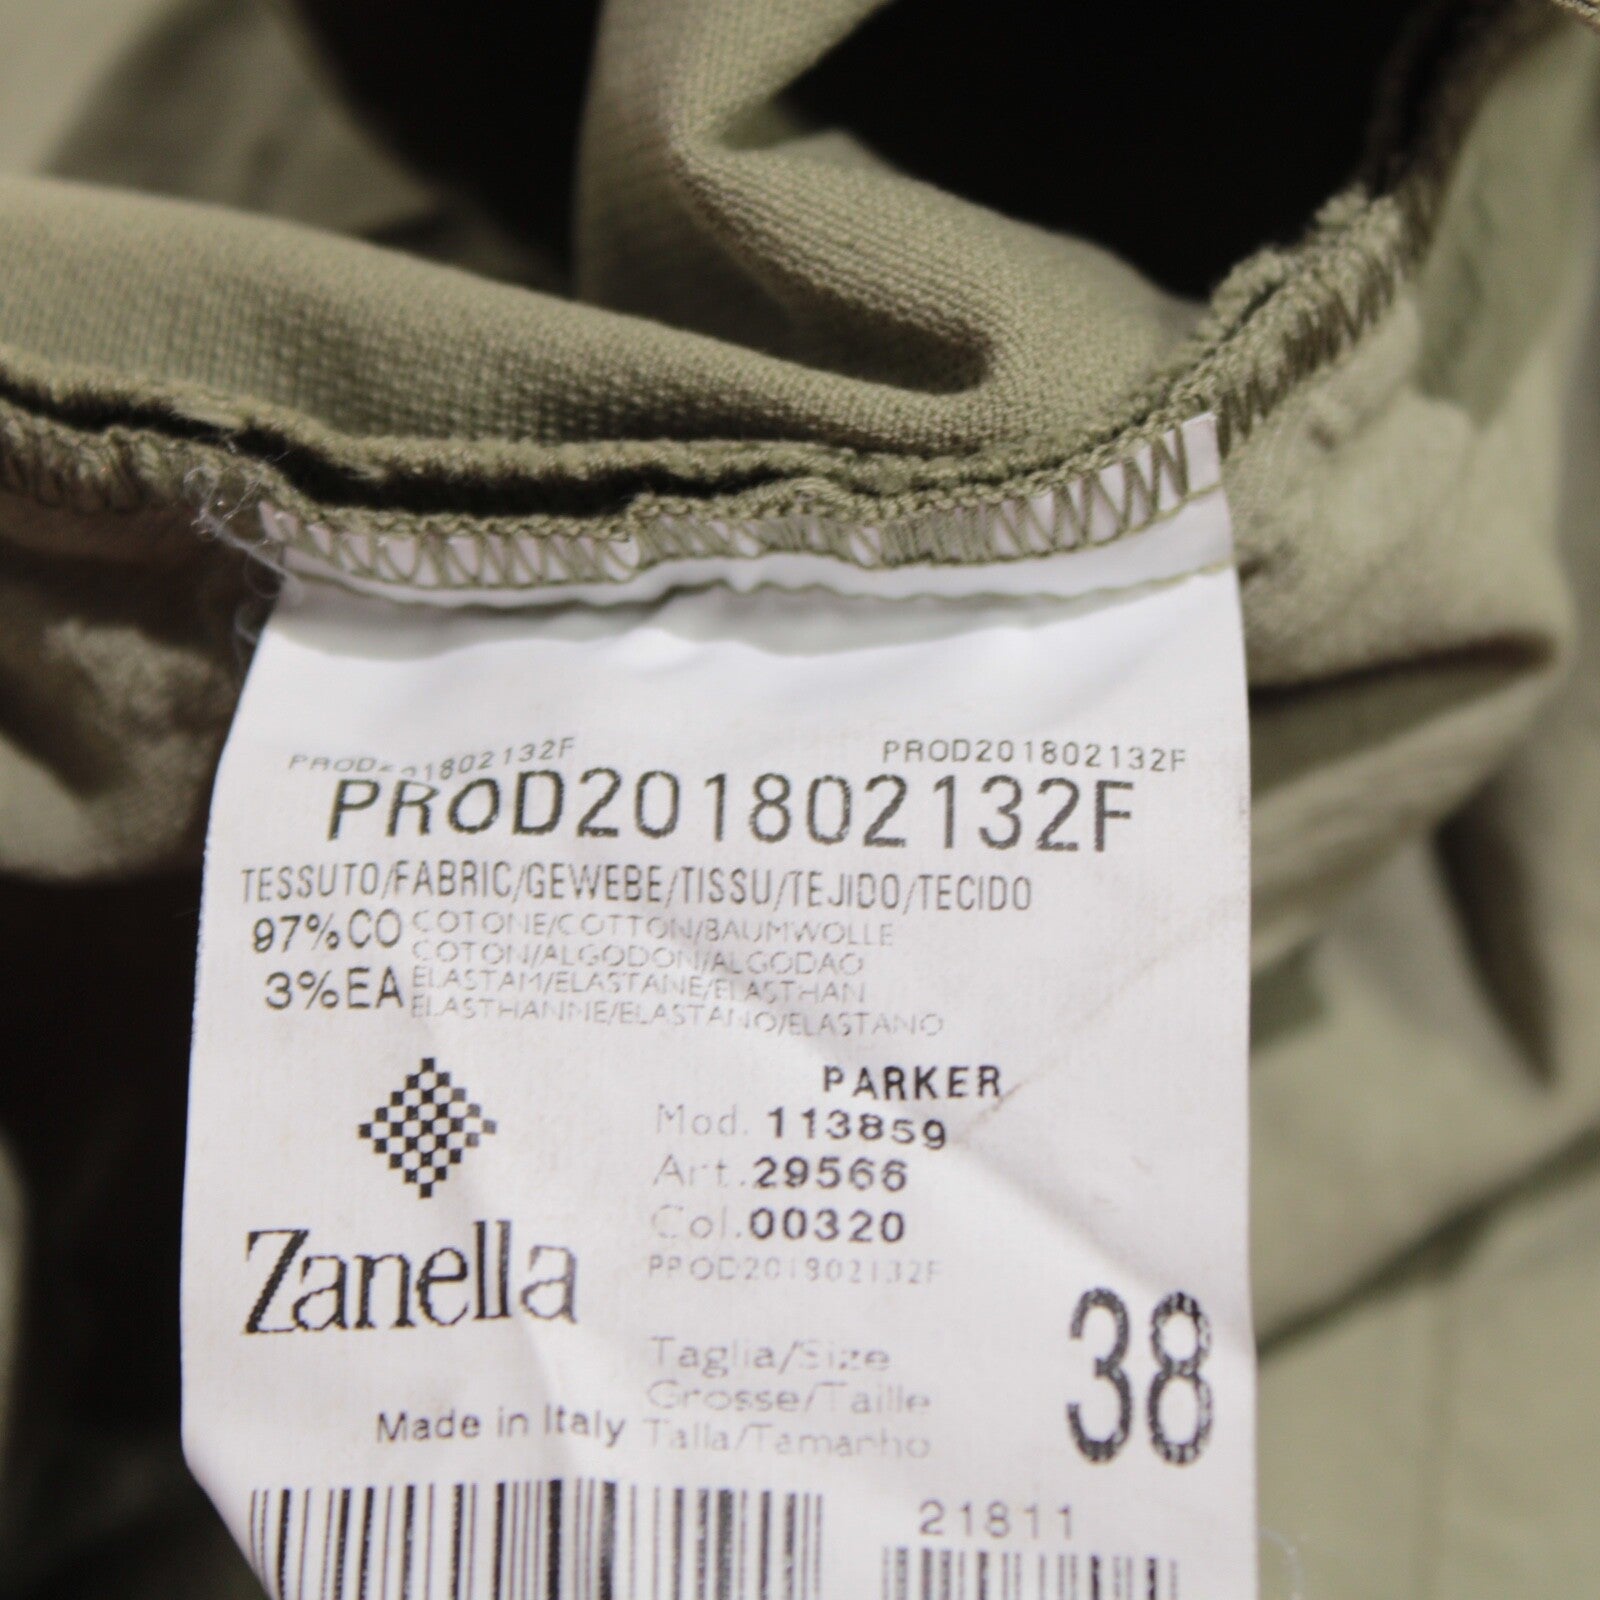 PROD201802132F PROD201802132F
PROD201802132F
TESSUTO/FABRIC/GEWEBE/TISSU/TEJIDO/TECIDO
97%CO COTONE/COTTON/BAUMWOLLE
COTON/ALGODON/ALGODAO
3%EA ELASTAM/ELASTANE/ELASTHAN
ELASTHANNE/ELASTANO/ELASTANO
PARKER
Mod. 113859
Art. 29566
Col. 00320
PROD201802132F
Zanella
Taglia/Size
Grosse/Taille
Talla/Tamanho
38
Made in Italy
21811